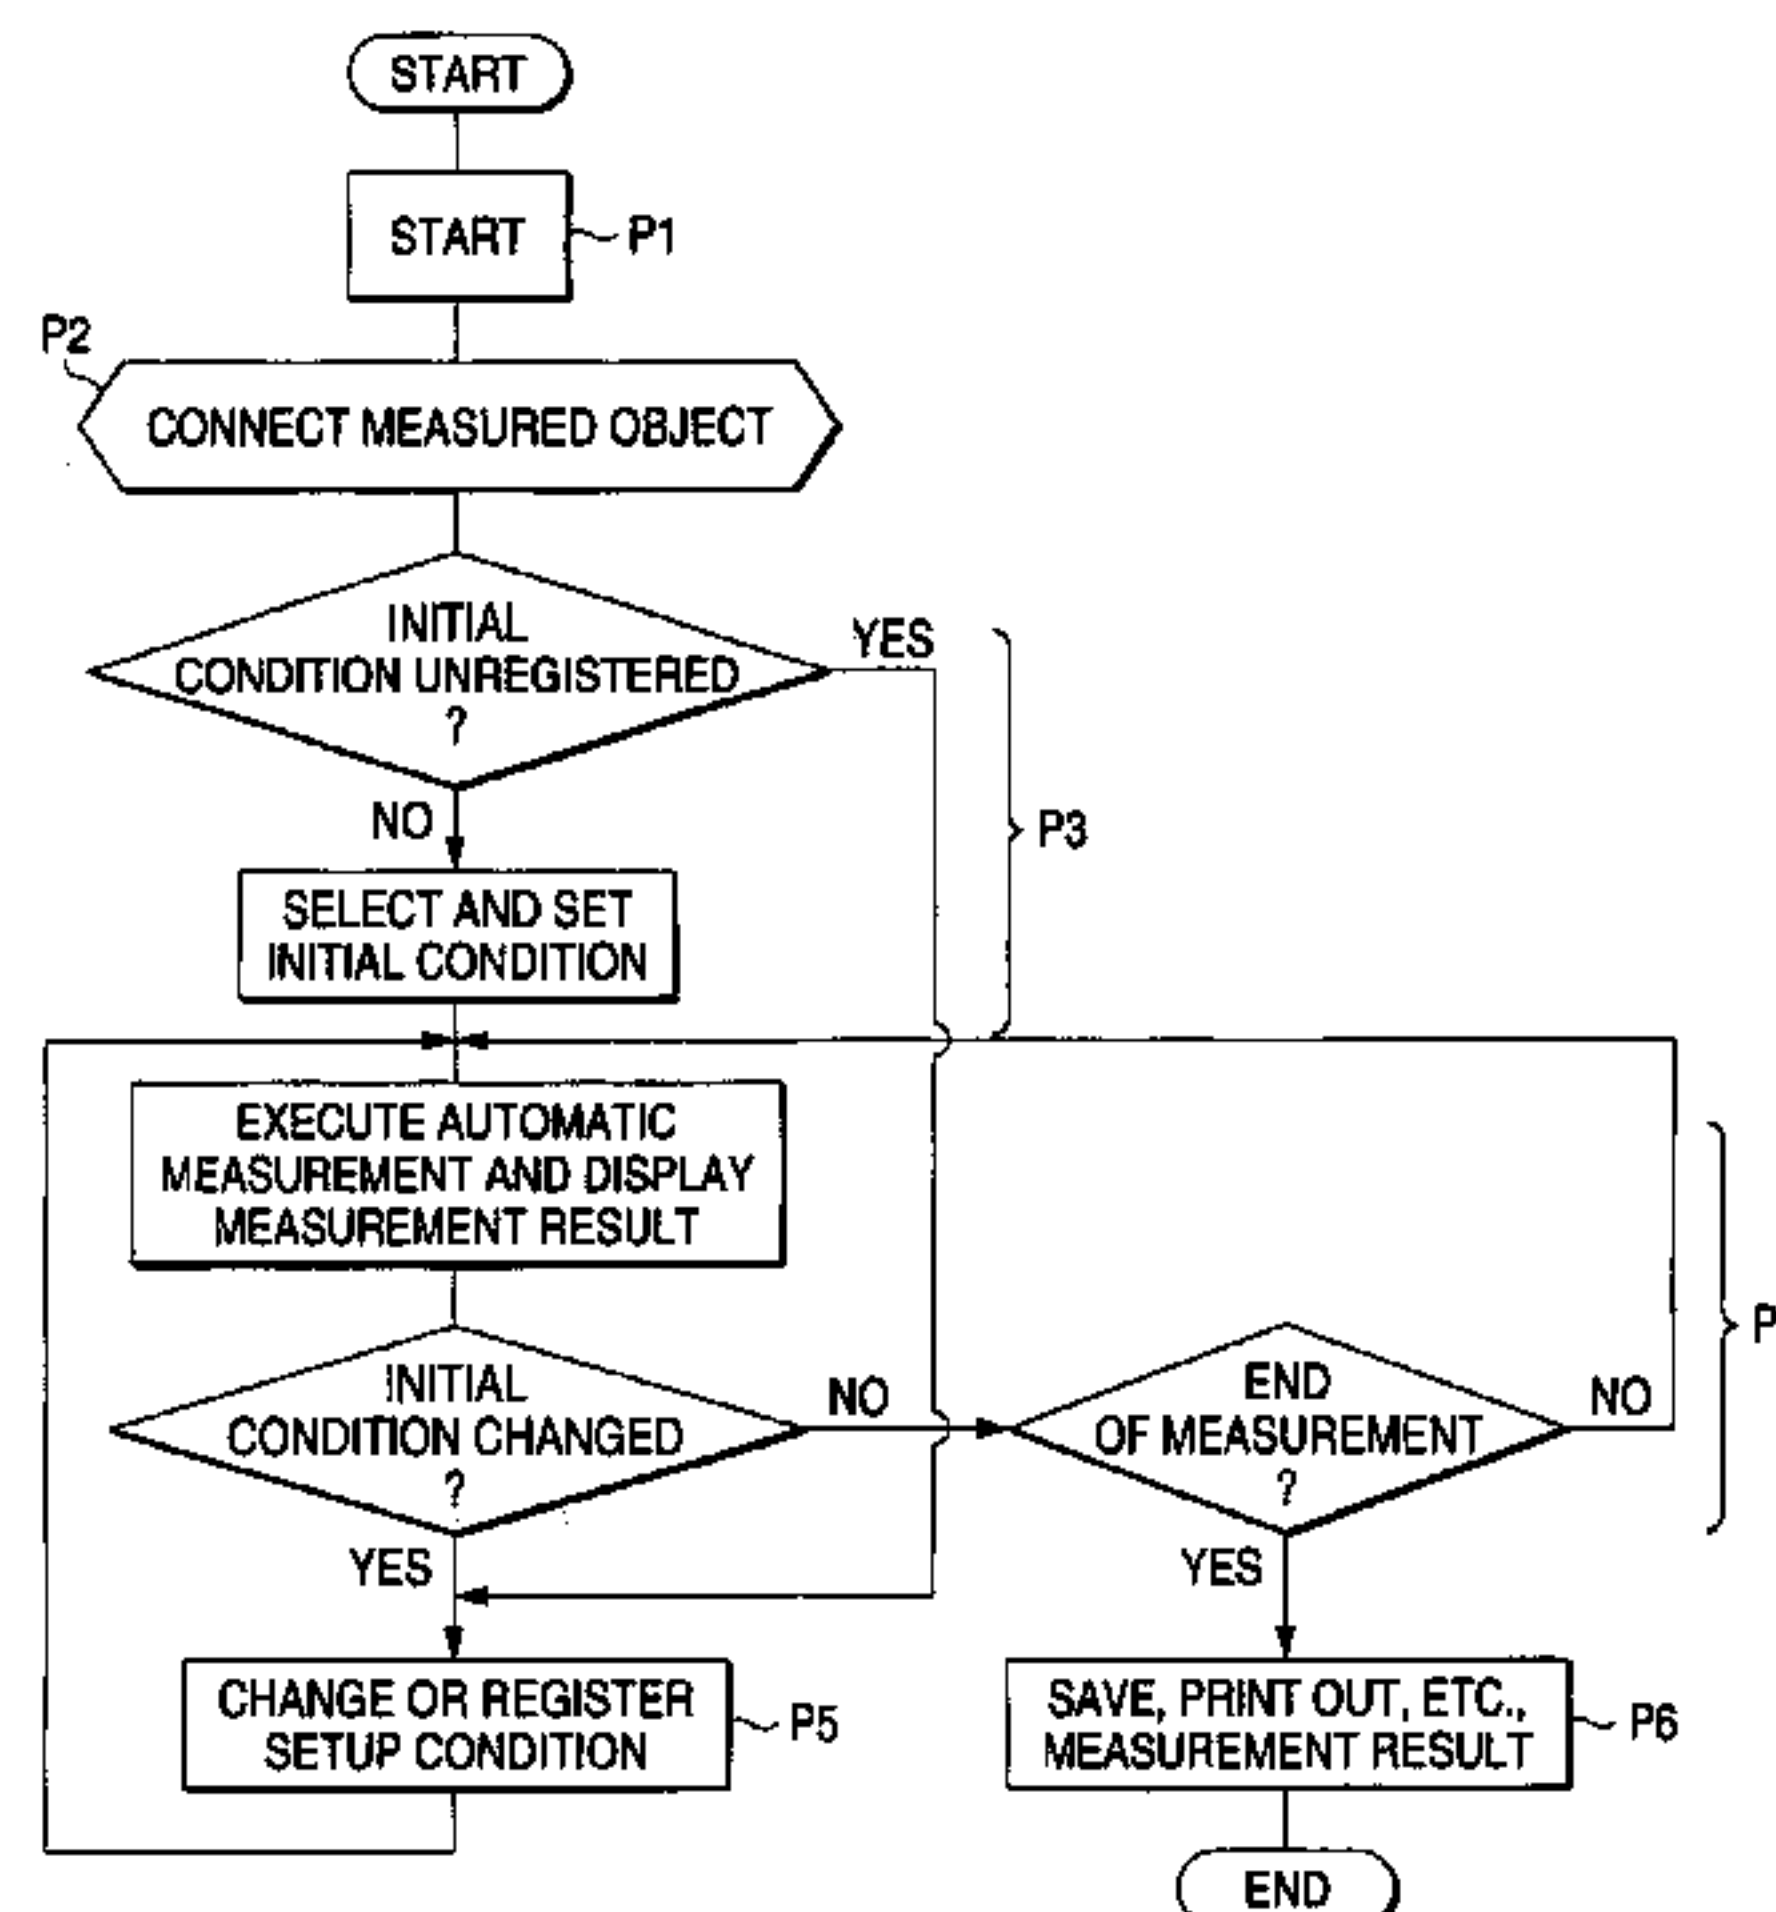 START
START
P1
P2
CONNECT MEASURED OBJECT
INITIAL
CONDITION UNREGISTERED
?
YES
P3
NO
SELECT AND SET
INITIAL CONDITION
EXECUTE AUTOMATIC
MEASUREMENT AND DISPLAY
MEASUREMENT RESULT
P
INITIAL
CONDITION CHANGED
?
NO
END
OF MEASUREMENT
?
NO
YES
YES
CHANGE OR REGISTER
SETUP CONDITION
P5
SAVE, PRINT OUT, ETC.,
MEASUREMENT RESULT
P6
END